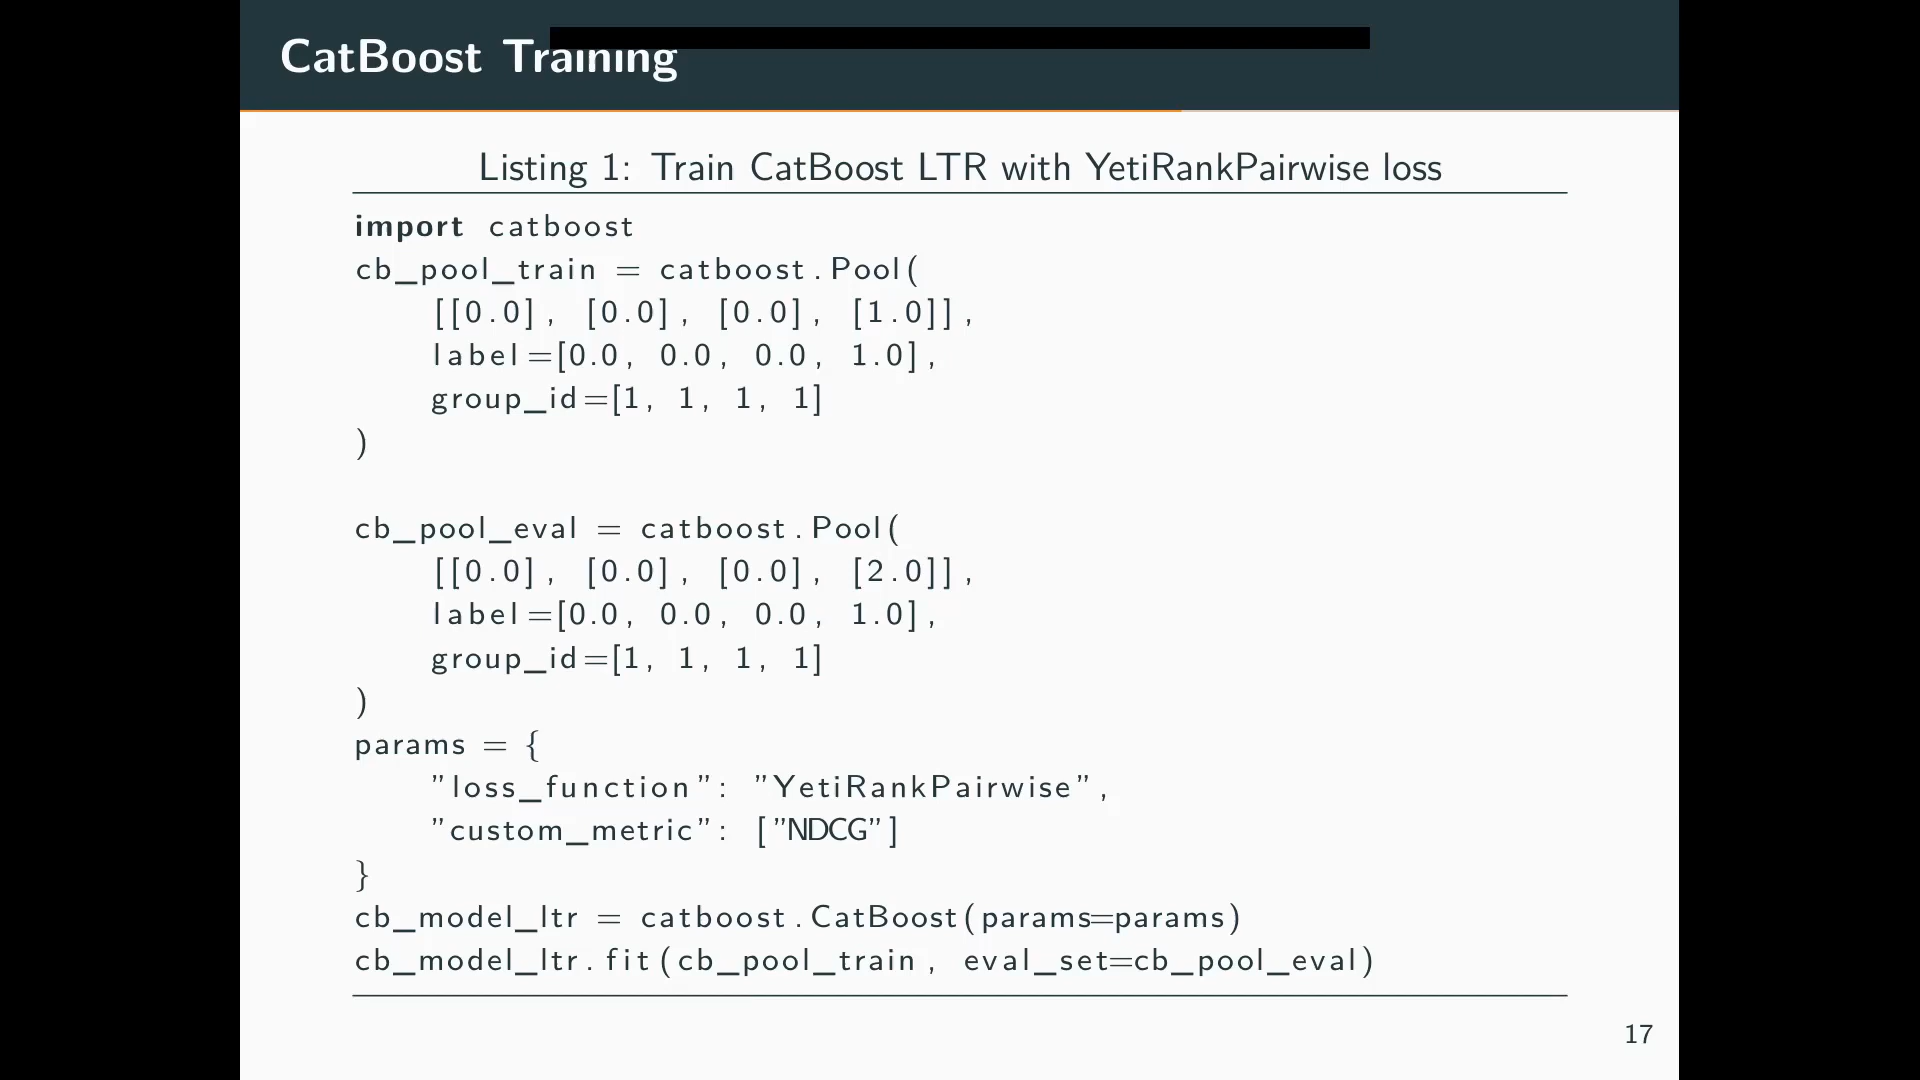 CatBoost Training
Listing 1: Train CatBoost LTR with YetiRankPairwise loss
import catboost
cb_pool_train = catboost.Pool(
    [[0.0], [0.0], [0.0], [1.0]],
    label=[0.0, 0.0, 0.0, 1.0],
    group_id=[1, 1, 1, 1]
)
cb_pool_eval = catboost.Pool(
    [[0.0], [0.0], [0.0], [2.0]],
    label=[0.0, 0.0, 0.0, 1.0],
    group_id=[1, 1, 1, 1]
)
params = {
    ”loss_function”: ”YetiRankPairwise”,
    ”custom_metric”: [”NDCG”]
}
cb_model_ltr = catboost.CatBoost(params=params)
cb_model_ltr.fit(cb_pool_train, eval_set=cb_pool_eval)
17